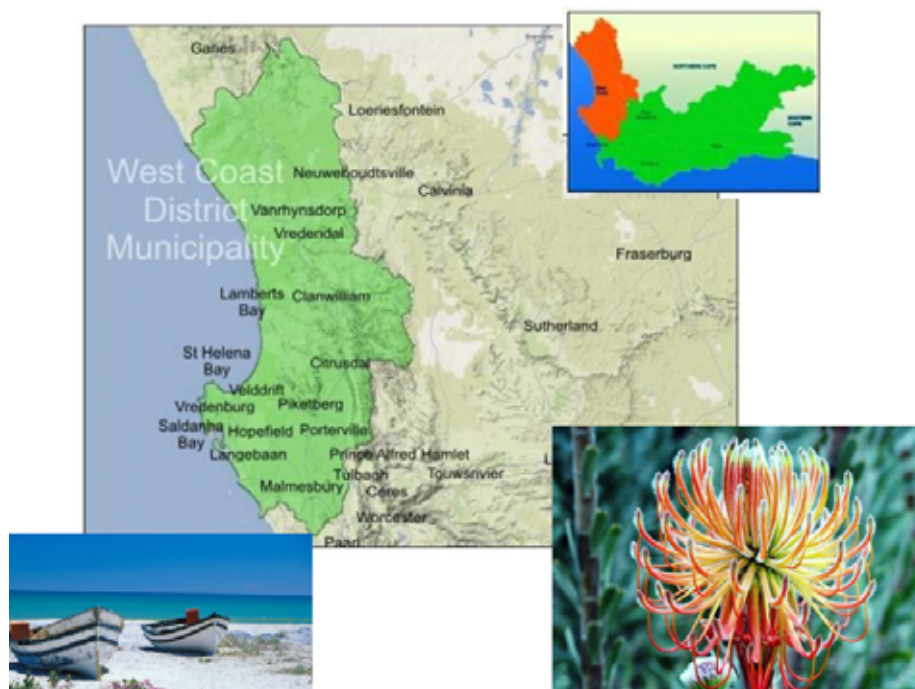 Garies
Loeriesfontein
NORTHERN CAPE
EASTERN
CAPE
West Coast
District
Municipality
Neuweboudtsville
Calvinia
Vanrhynsdorp
Vredendal
Fraserburg
Lamberts
Bay
Clanwilliam
Sutherland
St Helena
Bay
Citrusdal
Velddrift
Vredenburg
Piketberg
Saldanha
Bay
Hopefield
Porterville
Langebaan
Prince Alfred Hamlet
Tulbagh
Touwsrivier
Malmesbury
Ceres
Worcester
Paarl